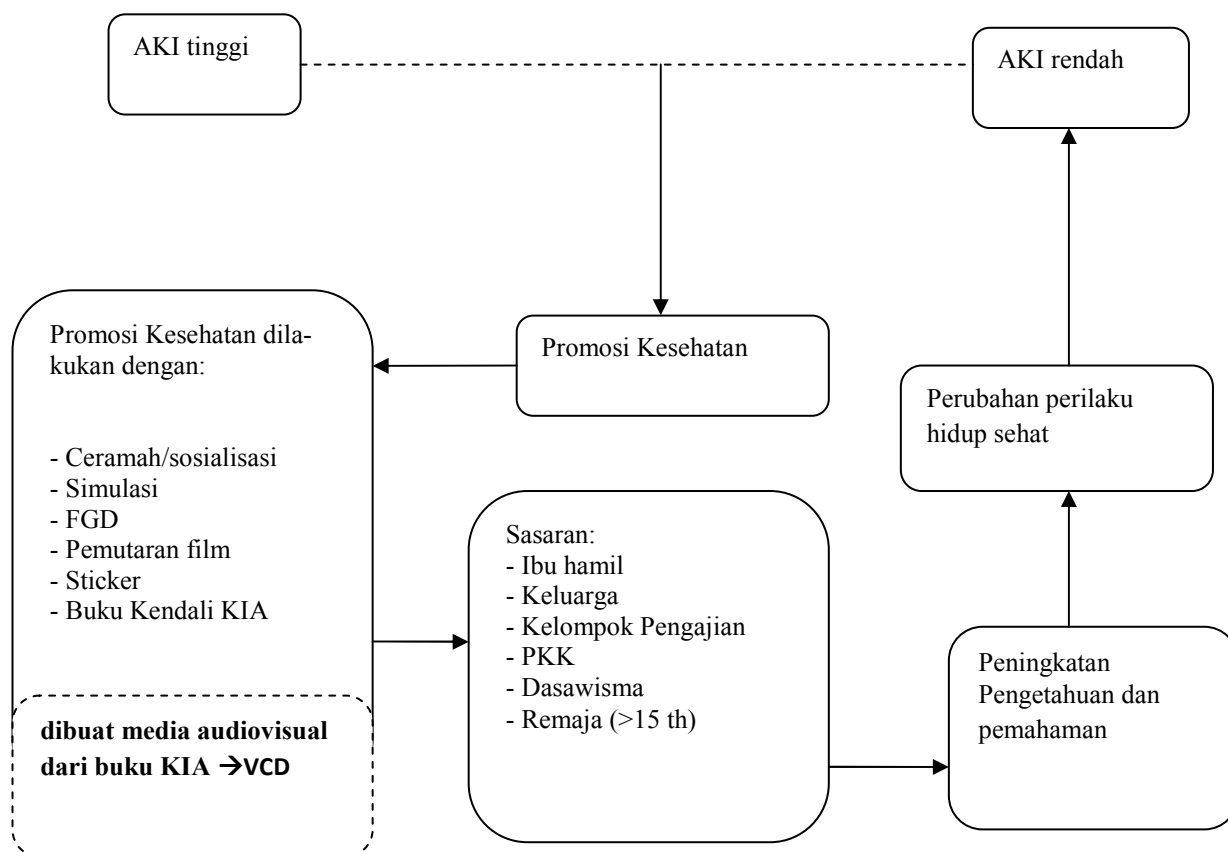 AKI tinggi
AKI rendah
Promosi Kesehatan
Promosi Kesehatan dila-
kukan dengan:
- Ceramah/sosialisasi
- Simulasi
- FGD
- Pemutaran film
- Sticker
- Buku Kendali KIA
dibuat media audiovisual
dari buku KIA →VCD
Sasaran:
- Ibu hamil
- Keluarga
- Kelompok Pengajian
- PKK
- Dasawisma
- Remaja (>15 th)
Peningkatan
Pengetahuan dan
pemahaman
Perubahan perilaku
hidup sehat